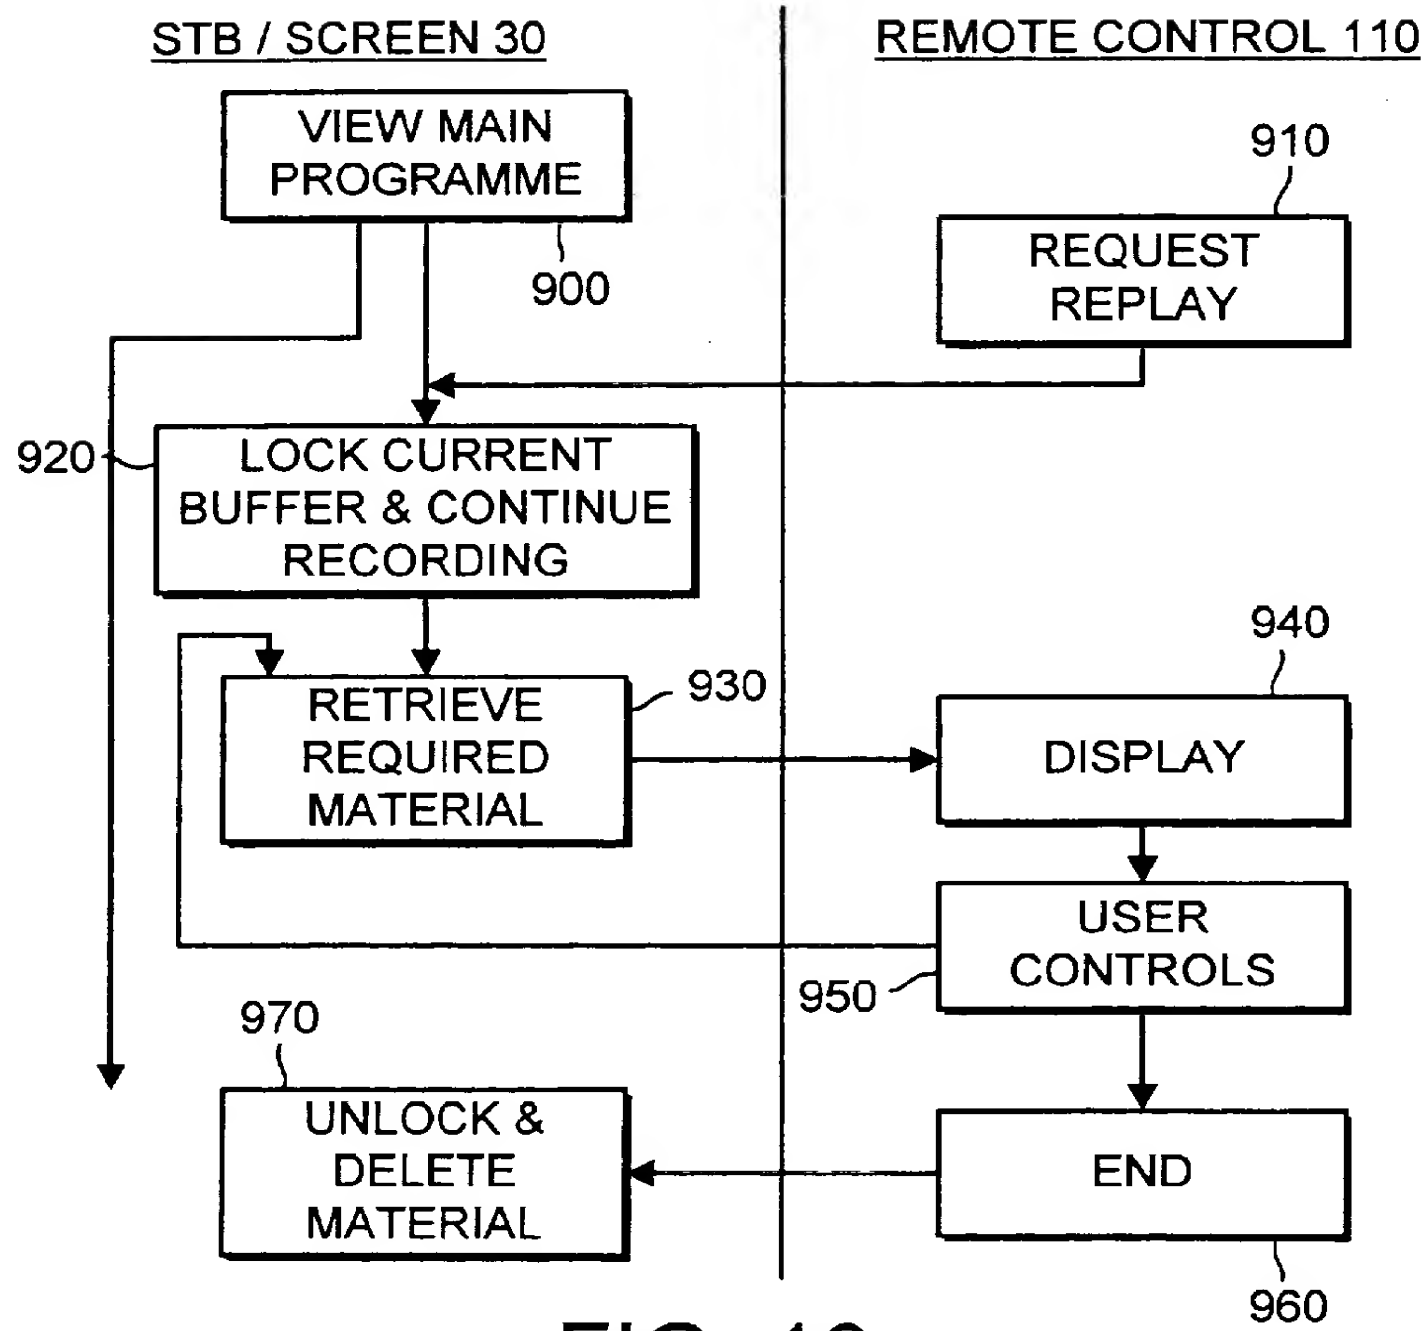 STB / SCREEN 30
REMOTE CONTROL 110
VIEW MAIN
PROGRAMME
900
910
REQUEST
REPLAY
920
LOCK CURRENT
BUFFER & CONTINUE
RECORDING
930
RETRIEVE
REQUIRED
MATERIAL
940
DISPLAY
USER
CONTROLS
950
970
UNLOCK &
DELETE
MATERIAL
END
960